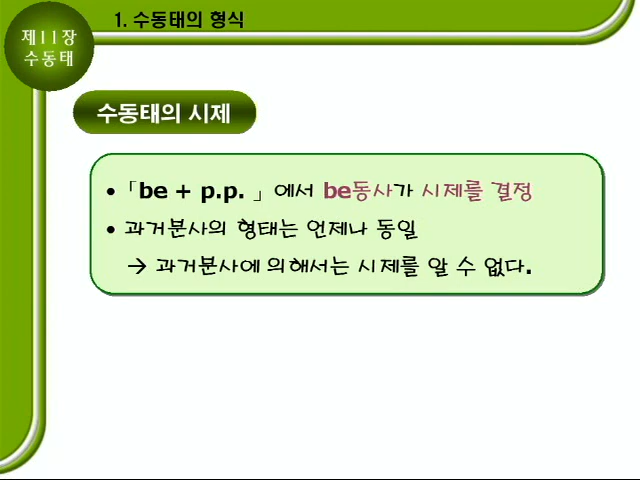 1. 수동태의 형식
제11장
수동태
수동태의 시제
• 「be + p.p. 」에서 be동사가 시제를 결정
• 과거분사의 형태는 언제나 동일
→ 과거분사에 의해서는 시제를 알 수 없다.